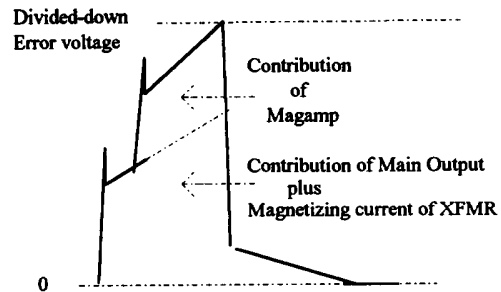 Divided-down
Error voltage
Contribution
of
Magamp
Contribution of Main Output
plus
Magnetizing current of XFMR
0